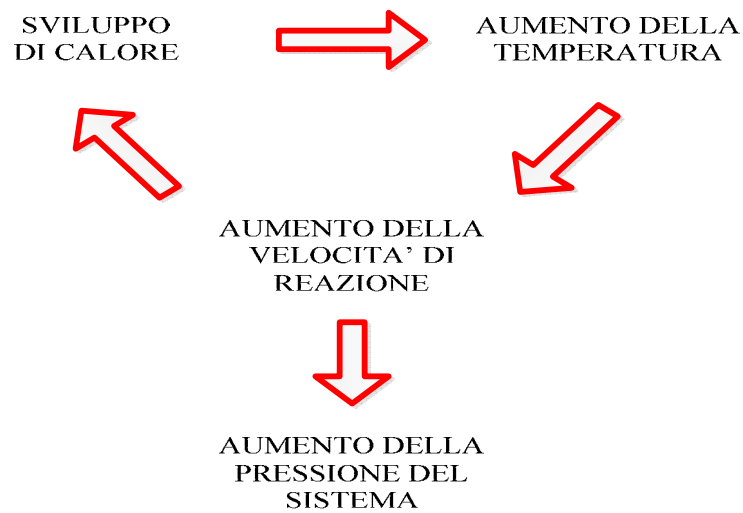 SVILUPPO
DI CALORE
AUMENTO DELLA
TEMPERATURA
AUMENTO DELLA
VELOCITA’ DI
REAZIONE
AUMENTO DELLA
PRESSIONE DEL
SISTEMA